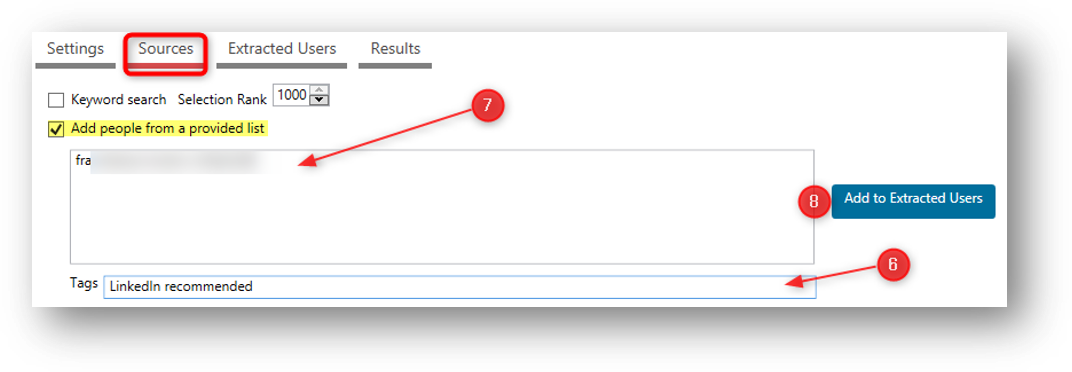 Settings Sources Extracted Users Results
Keyword search Selection Rank 1000
7
Add people from a provided list
fra
8 Add to Extracted Users
6
Tags LinkedIn recommended